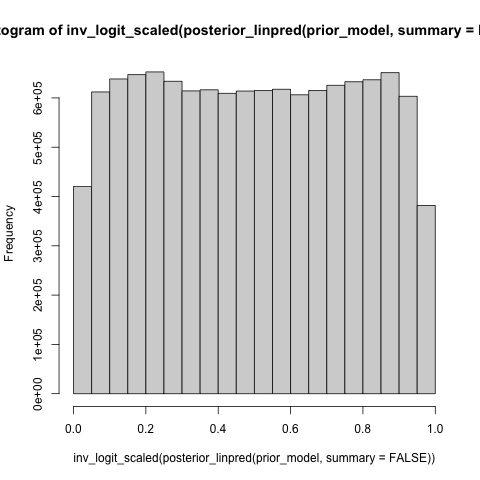 togram of inv_logit_scaled(posterior_linpred(prior_model, summary =
Frequency
0e+00
1e+05
2e+05
3e+05
4e+05
5e+05
6e+05
0.0 0.2 0.4 0.6 0.8 1.0
inv_logit_scaled(posterior_linpred(prior_model, summary = FALSE))